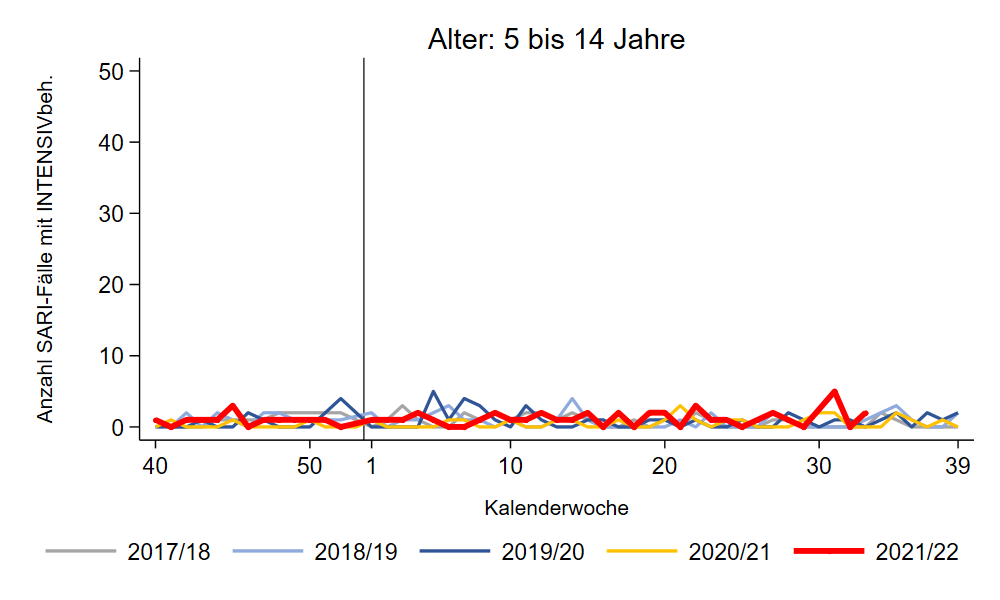 Alter: 5 bis 14 Jahre
Anzahl SARI-Fälle mit INTENSIVbeh.
50
40
30
20
10
0
40 50 1 10 20 30 39
Kalenderwoche
2017/18 2018/19 2019/20 2020/21 2021/22